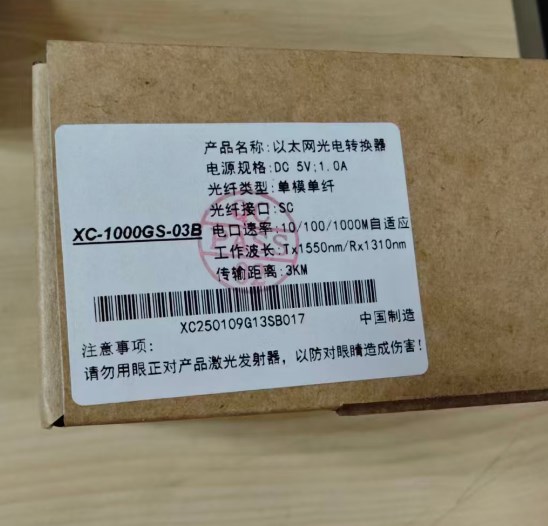 产品名称:以太网光电转换器
电源规格:DC 5V;1.0A
光纤类型:单模单纤
光纤接口:SC
XC-1000GS-03B 电口速率:10/100/1000M自适应
工作波长:Tx1550nm/Rx1310nm
传输距离:3KM
XC250109G13SB017 中国制造
注意事项:
请勿用眼正对产品激光发射器，以防对眼睛造成伤害!